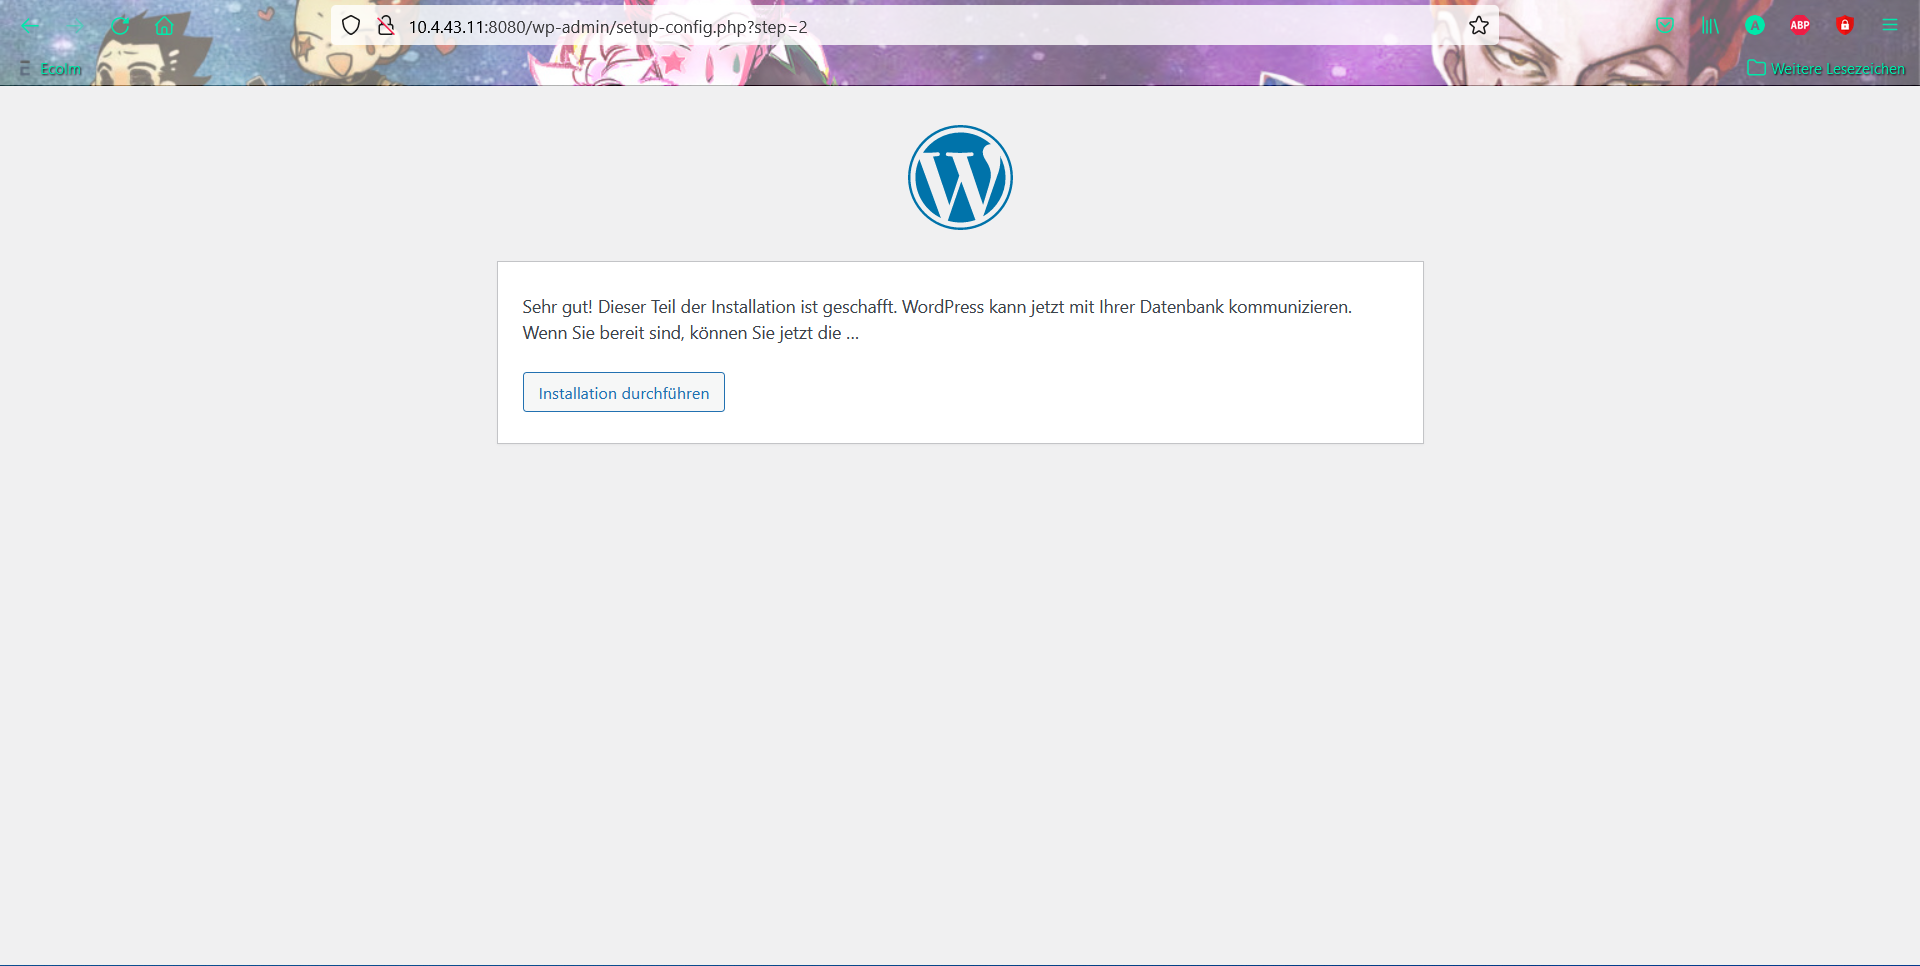 10.4.43.11:8080/wp-admin/setup-config.php?step=2
A
ABP
Ecolm
Weitere Lesezeichen
W
Sehr gut! Dieser Teil der Installation ist geschafft. WordPress kann jetzt mit Ihrer Datenbank kommunizieren.
Wenn Sie bereit sind, können Sie jetzt die …
Installation durchführen